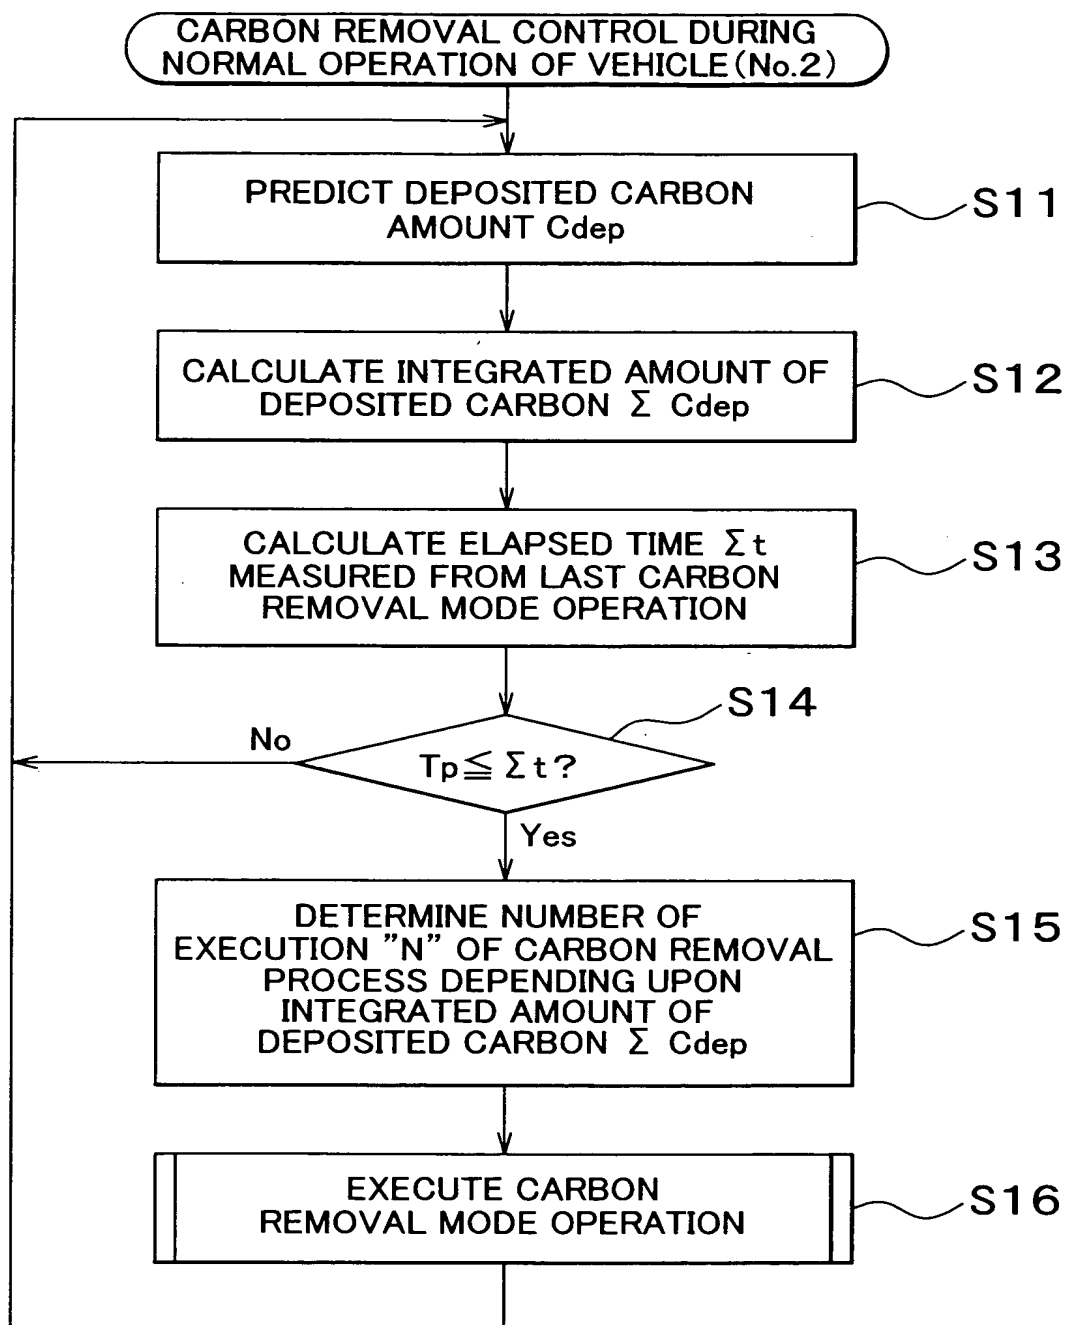 CARBON REMOVAL CONTROL DURING
NORMAL OPERATION OF VEHICLE(No.2)
PREDICT DEPOSITED CARBON
AMOUNT Cdep
S11
CALCULATE INTEGRATED AMOUNT OF
DEPOSITED CARBON Σ Cdep
S12
CALCULATE ELAPSED TIME Σt
MEASURED FROM LAST CARBON
REMOVAL MODE OPERATION
S13
S14
No
Tp≦ Σt?
Yes
DETERMINE NUMBER OF
EXECUTION ”N” OF CARBON REMOVAL
PROCESS DEPENDING UPON
INTEGRATED AMOUNT OF
DEPOSITED CARBON Σ Cdep
S15
EXECUTE CARBON
REMOVAL MODE OPERATION
S16